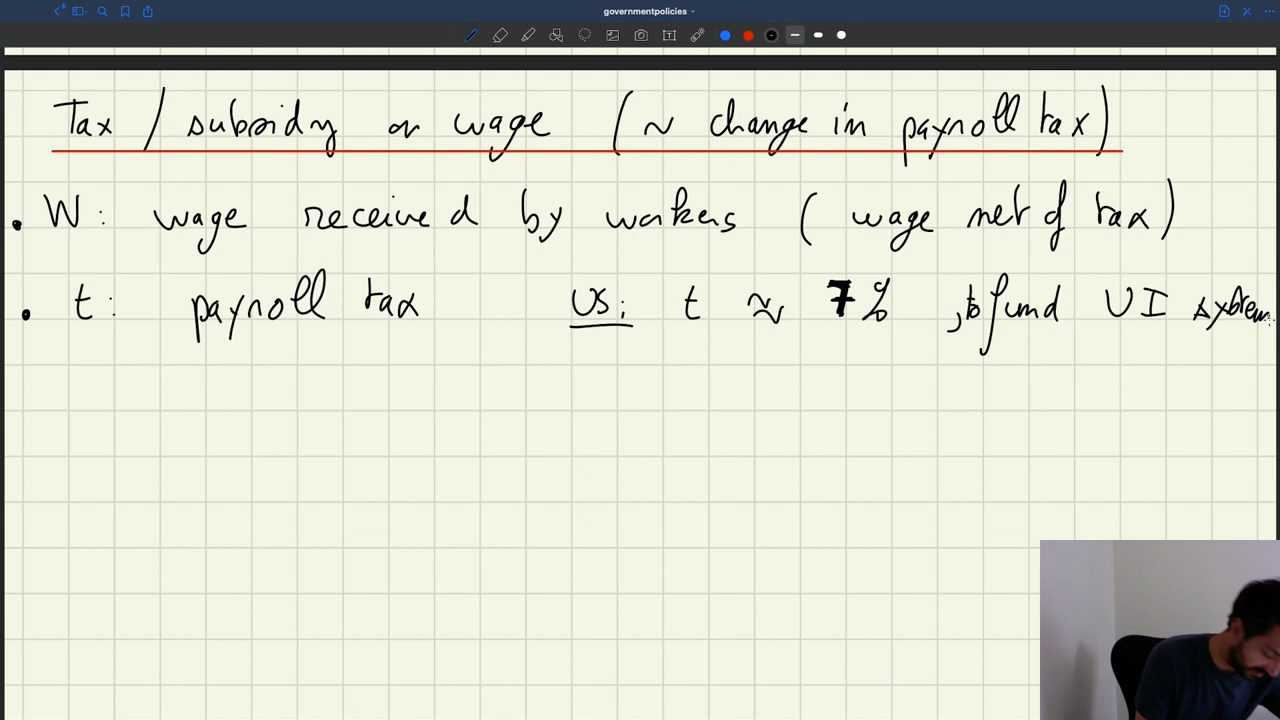 governmentpolicies
Tax / subsidy on wage (~ change in payroll tax)
• W: wage received by workers (wage net of tax)
• t: payroll tax US: t ≈ 7% , to fund UI system